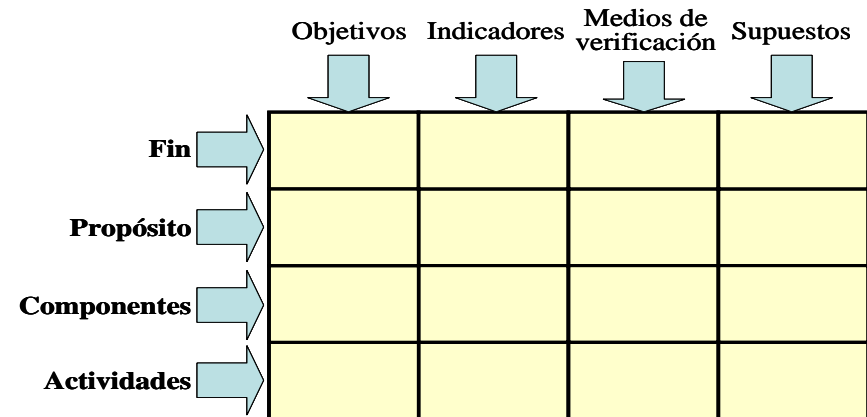 Objetivos Indicadores Medios de verificación Supuestos
Fin
Propósito
Componentes
Actividades